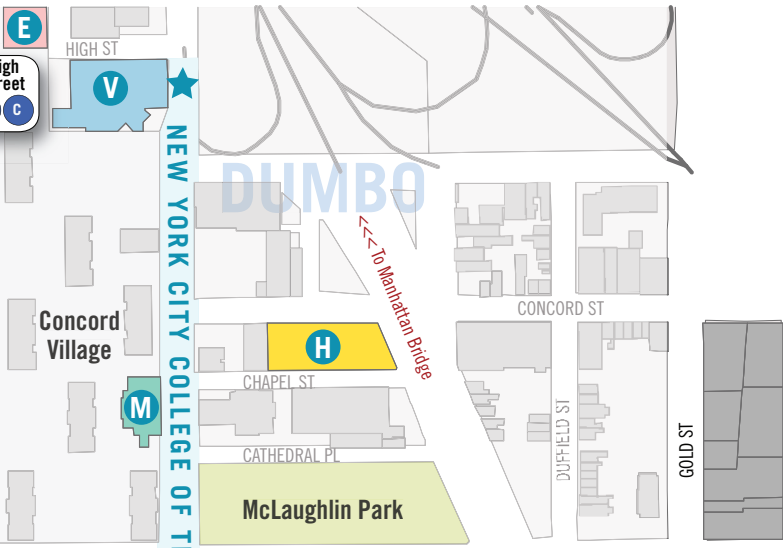 E
HIGH ST
igh
reet
C
V
NEW YORK CITY COLLEGE OF T
DUMBO
<<< To Manhattan Bridge
CONCORD ST
Concord
Village
H
CHAPEL ST
M
CATHEDRAL PL
DUFFIELD ST
GOLD ST
McLaughlin Park